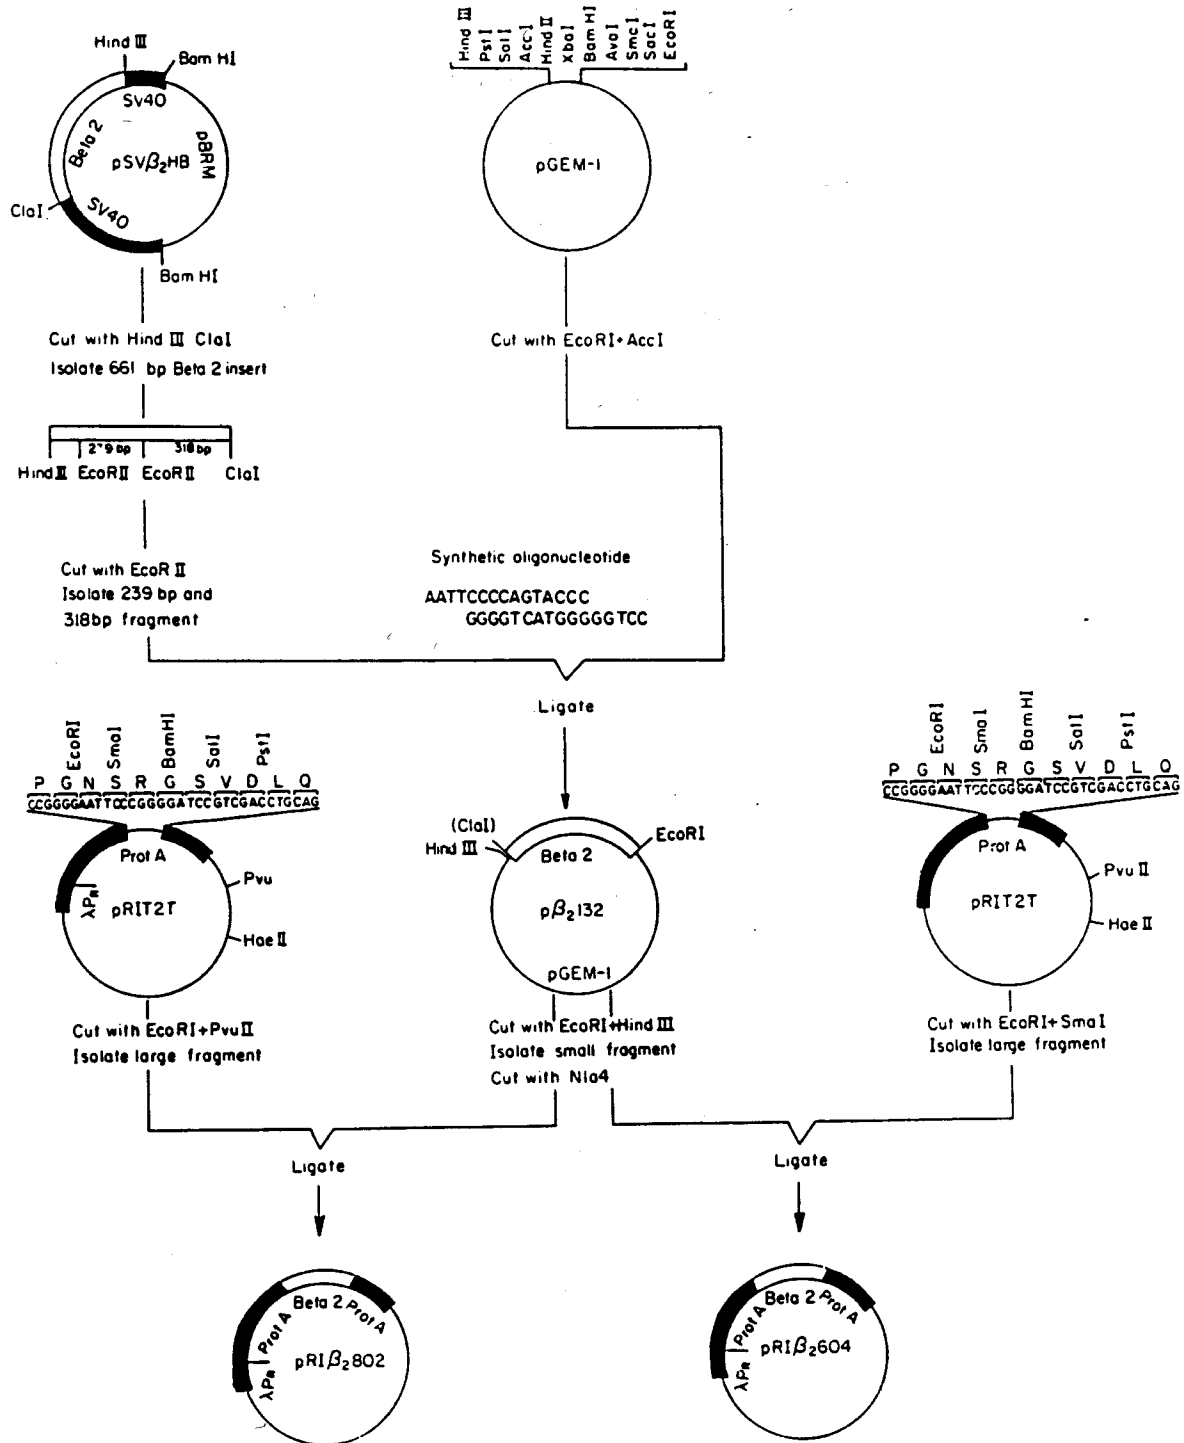 Hind III
Bam HI
SV40
Beta 2
pSVβ₂HB
pBRM
ClaI
SV40
Bam HI
Cut with Hind III ClaI
Isolate 661 bp Beta 2 insert
279 bp
318bp
Hind III EcoRII EcoRII ClaI
Cut with EcoR II
Isolate 239 bp and
318bp fragment
Hind III
PstI
SalI
AccI
Hind II
XbaI
BamHI
AvaI
SmcI
SacI
EcoRI
pGEM-1
Cut with EcoRI+AccI
Synthetic oligonucleotide
AATTCCCCAGTACCC
GGGGTCATGGGGGTCC
Ligate
EcoRI
SmaI
BamHI
SalI
PstI
P G N S R G S V D L Q
CCGGGGAATTCCCGGGGGATCCGTCGACCTGCAG
Prot A
λPR
pRIT2T
Pvu
Hae II
Cut with EcoRI+PvuII
Isolate large fragment
(ClaI)
Hind III
Beta 2
EcoRI
pβ₂132
pGEM-1
Cut with EcoRI+Hind III
Isolate small fragment
Cut with Nla4
EcoRI
SmaI
BamHI
SalI
PstI
P G N S R G S V D L Q
CCGGGGAATTCCCGGGGGATCCGTCGACCTGCAG
Prot A
pRIT2T
Pvu II
Hae II
Cut with EcoRI+SmaI
Isolate large fragment
Ligate
Ligate
Prot A
Beta 2
Prot A
λPR
pRIβ₂802
Prot A
Beta 2
Prot A
λPR
pRIβ₂604